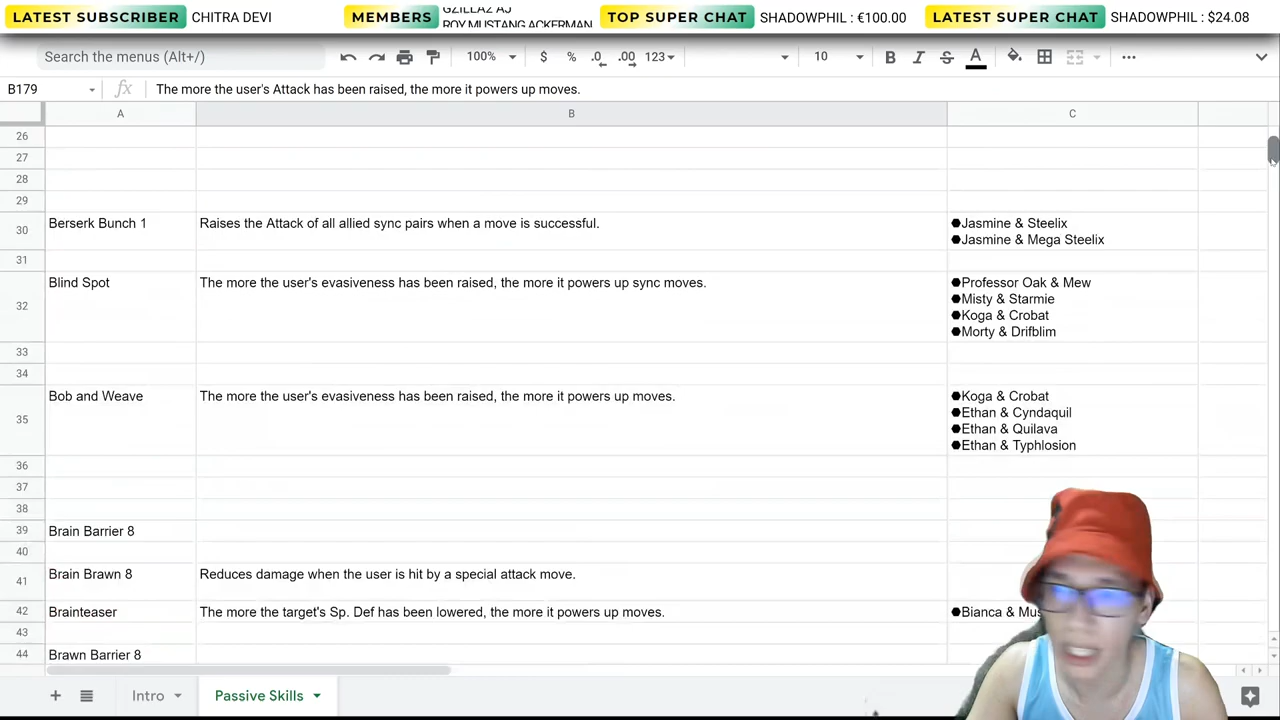 LATEST SUBSCRIBER CHITRA DEVI
MEMBERS
GZILLAZ AJ
ROY MUSTANG ACKERMAN
TOP SUPER CHAT SHADOWPHIL : €100.00
LATEST SUPER CHAT SHADOWPHIL : $24.08
Search the menus (Alt+/)
100%
$ % .0 .00 123
10
B I S A
B179
fx
The more the user's Attack has been raised, the more it powers up moves.
A B C
26
27
28
29
30 Berserk Bunch 1 Raises the Attack of all allied sync pairs when a move is successful. ●Jasmine & Steelix
●Jasmine & Mega Steelix
31
32 Blind Spot The more the user's evasiveness has been raised, the more it powers up sync moves. ●Professor Oak & Mew
●Misty & Starmie
●Koga & Crobat
●Morty & Drifblim
33
34
35 Bob and Weave The more the user's evasiveness has been raised, the more it powers up moves. ●Koga & Crobat
●Ethan & Cyndaquil
●Ethan & Quilava
●Ethan & Typhlosion
36
37
38
39 Brain Barrier 8
40
41 Brain Brawn 8 Reduces damage when the user is hit by a special attack move.
42 Brainteaser The more the target's Sp. Def has been lowered, the more it powers up moves. ●Bianca & Mus
43
44 Brawn Barrier 8
Intro
Passive Skills